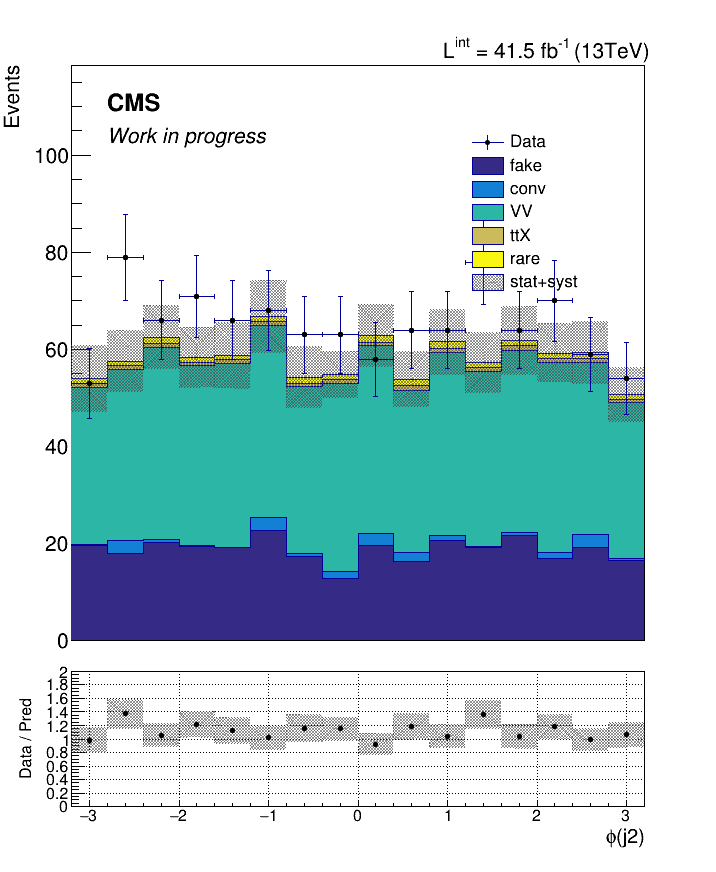 L^int = 41.5 fb^-1 (13TeV)
Events
CMS
Work in progress
Data
fake
conv
VV
ttX
rare
stat+syst
100
80
60
40
20
0
Data / Pred
2
1.8
1.6
1.4
1.2
1
0.8
0.6
0.4
0.2
0
−3 −2 −1 0 1 2 3
ϕ(j2)